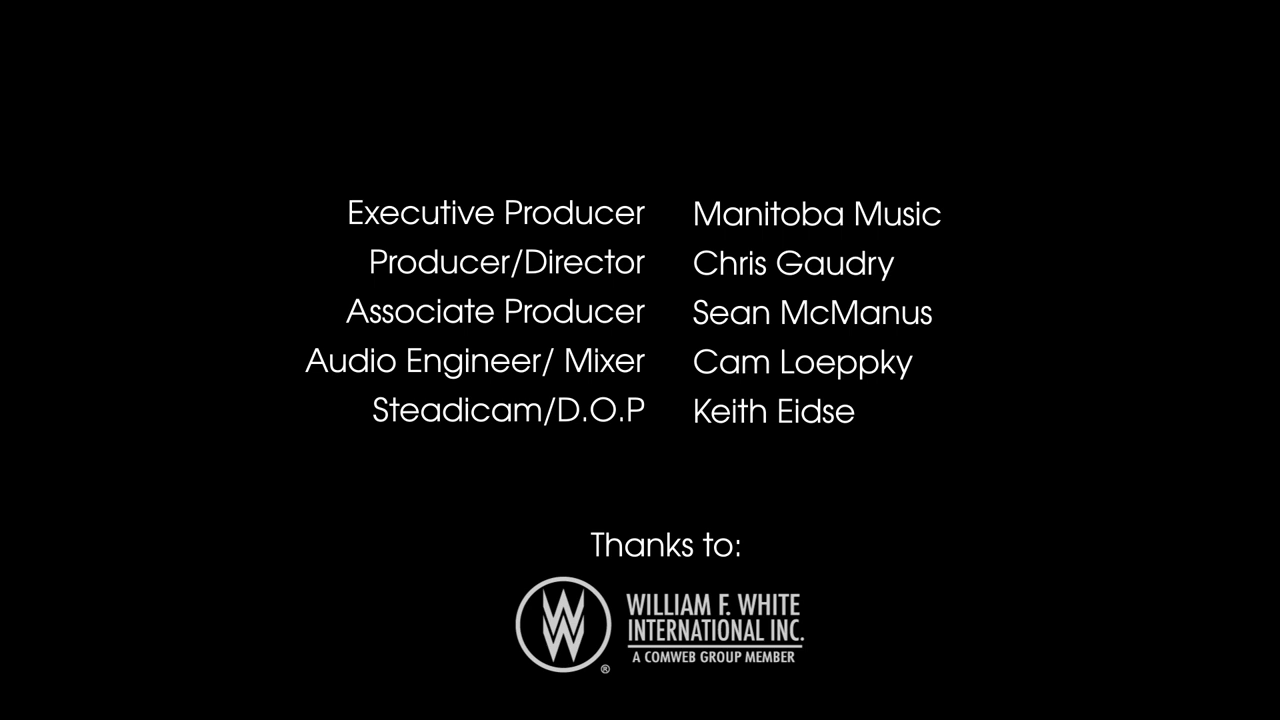 Executive Producer Manitoba Music
Producer/Director Chris Gaudry
Associate Producer Sean McManus
Audio Engineer/ Mixer Cam Loeppky
Steadicam/D.O.P Keith Eidse
Thanks to:
WILLIAM F. WHITE
INTERNATIONAL INC.
A COMWEB GROUP MEMBER
®